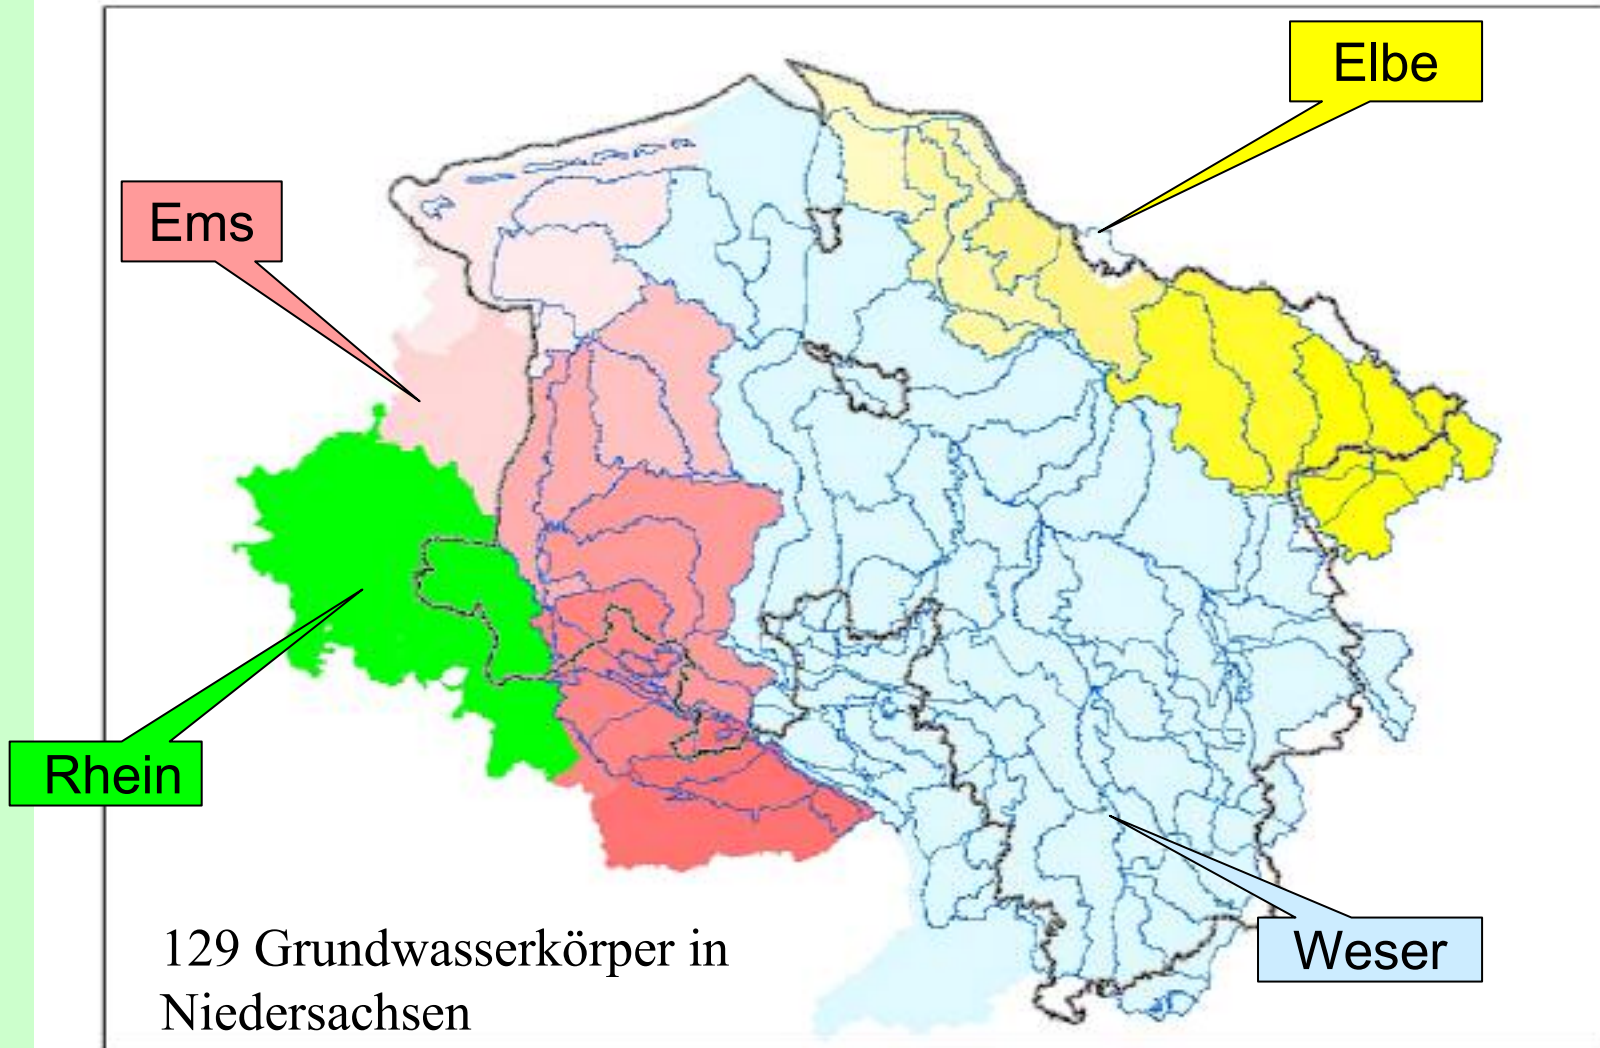 Elbe
Ems
Rhein
Weser
129 Grundwasserkörper in
Niedersachsen